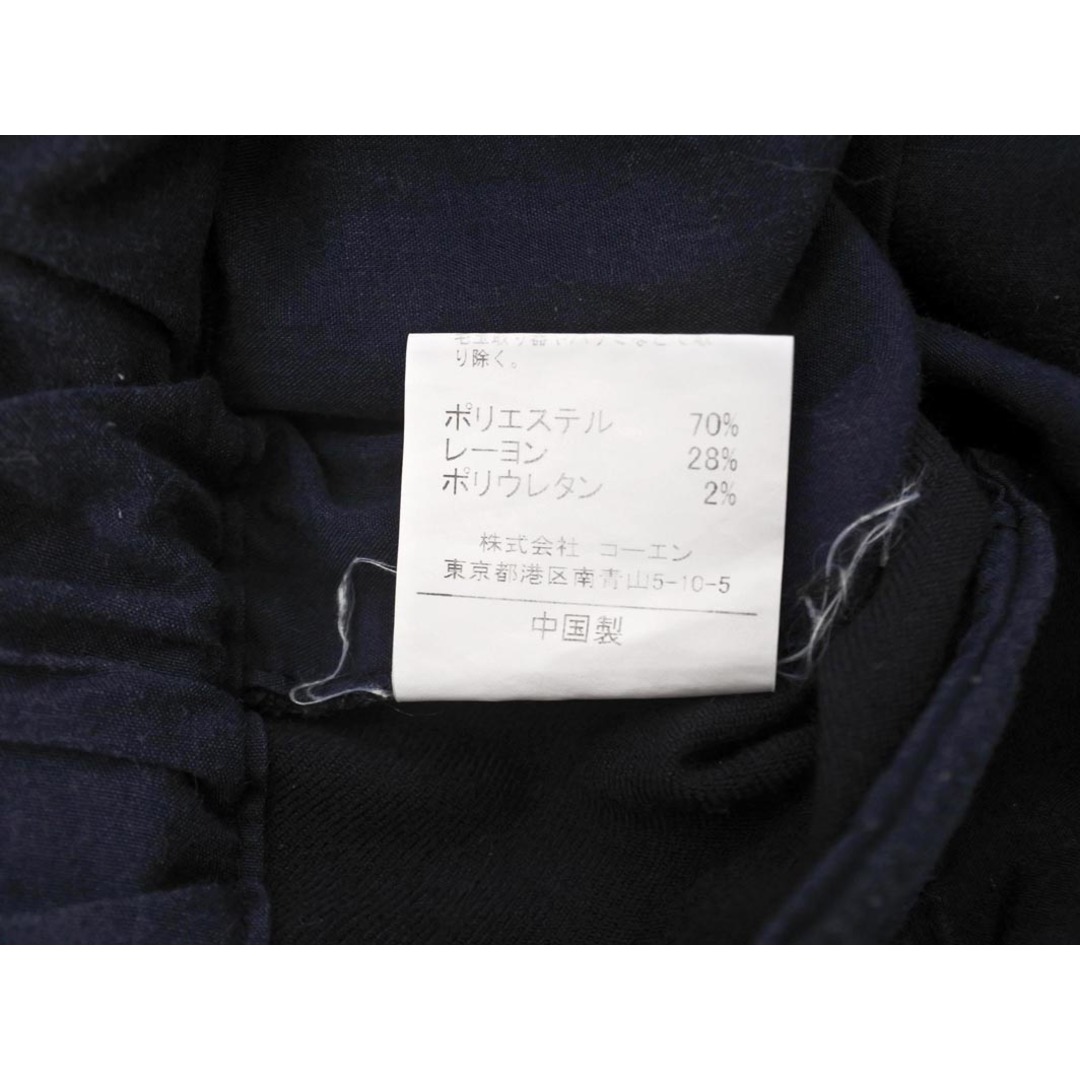 り除く。
ポリエステル 70%
レーヨン 28%
ポリウレタン 2%
株式会社 コーエン
東京都港区南青山5-10-5
中国製